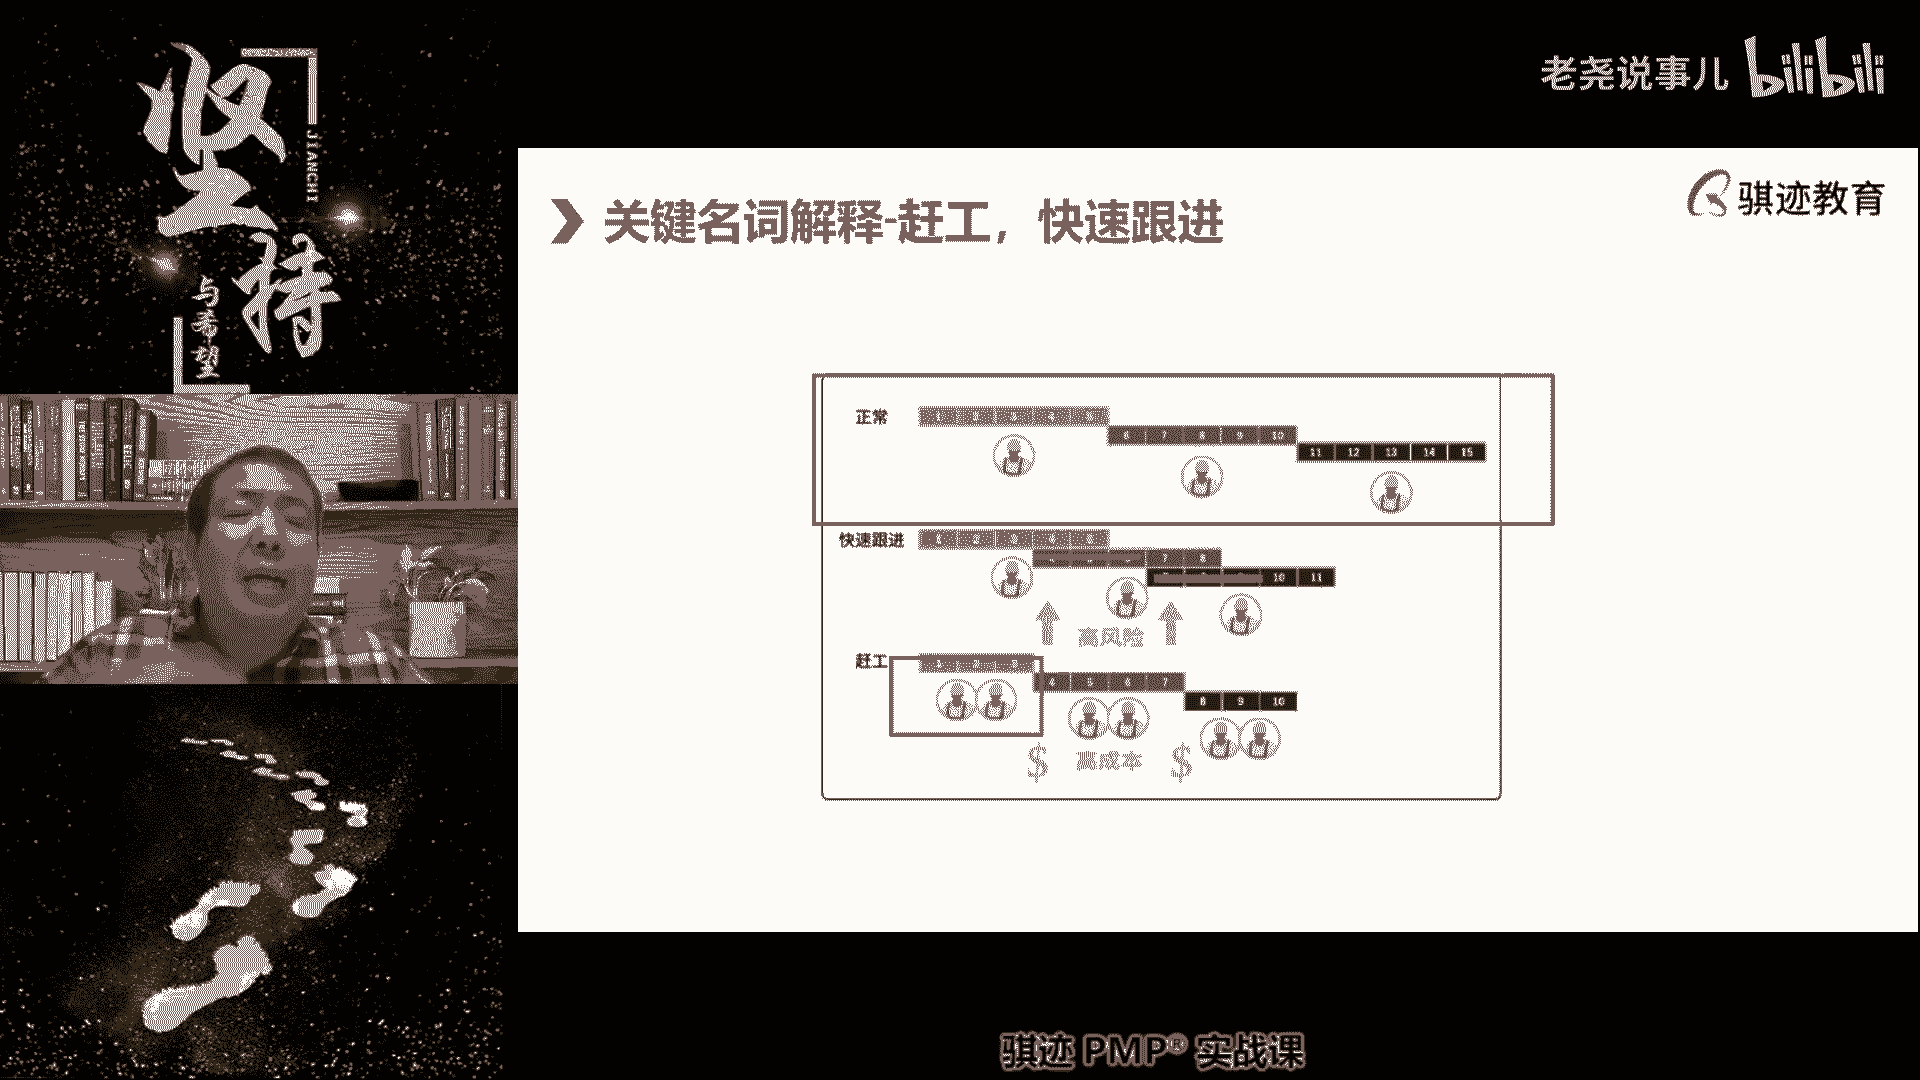 坚持
JIANCHI
与希望
老尧说事儿 bilibili
骐迹教育
关键名词解释-赶工，快速跟进
正常
1 2 3 4 5
6 7 8 9 10
11 12 13 14 15
快速跟进
1 2 3 4 5
7 8
10 11
高风险
赶工
1 2 3
4 5 6 7
8 9 10
$ 高成本 $
骐迹 PMP® 实战课